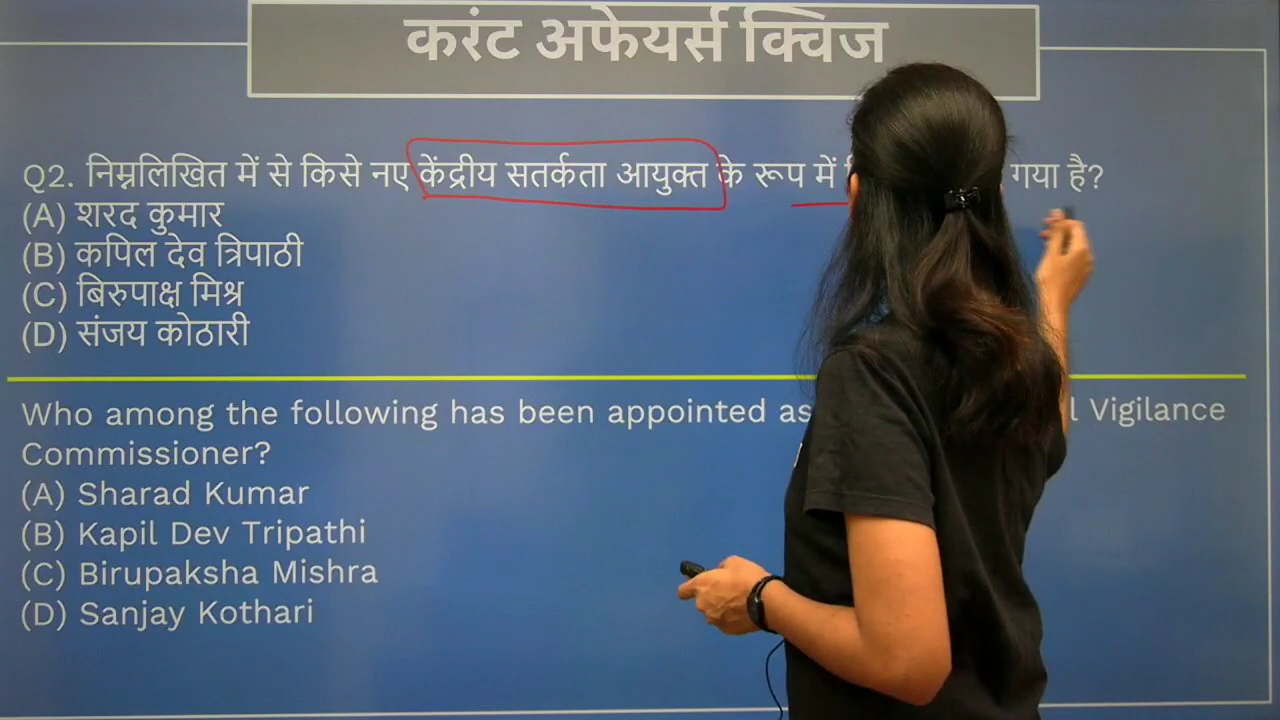 करंट अफेयर्स क्विज
Q2. निम्नलिखित में से किसे नए केंद्रीय सतर्कता आयुक्त के रूप में गया है?
(A) शरद कुमार
(B) कपिल देव त्रिपाठी
(C) बिरुपाक्ष मिश्र
(D) संजय कोठारी
Who among the following has been appointed as Vigilance
Commissioner?
(A) Sharad Kumar
(B) Kapil Dev Tripathi
(C) Birupaksha Mishra
(D) Sanjay Kothari